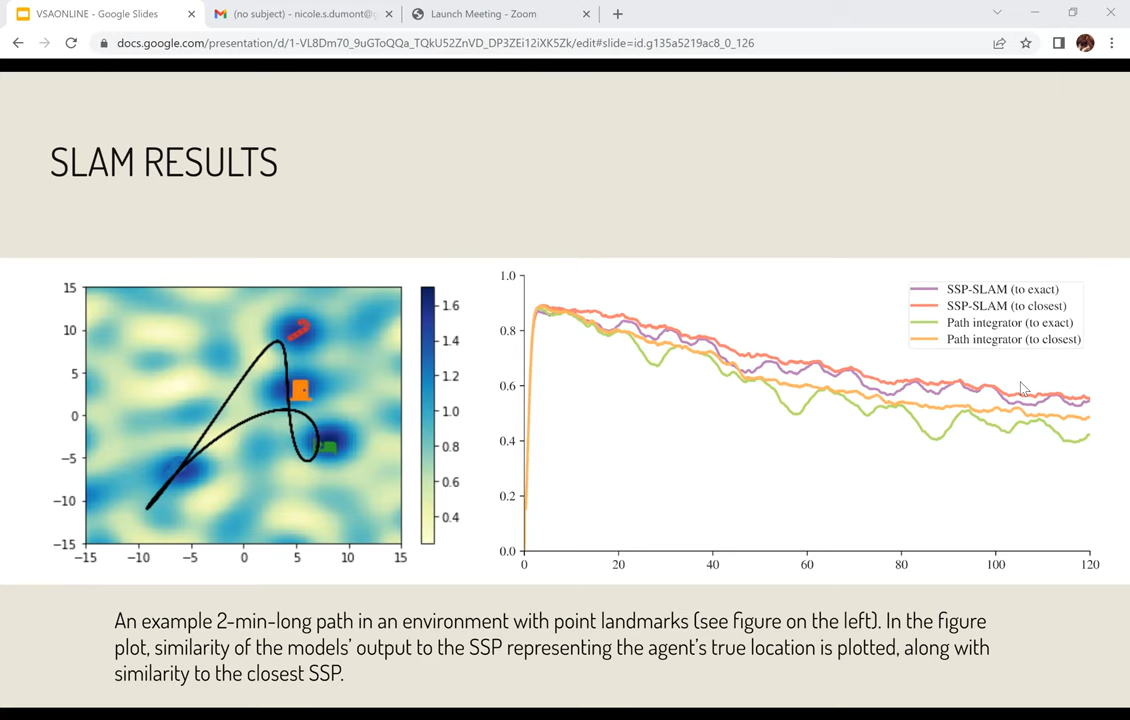 VSAONLINE - Google Slides
(no subject) - nicole.s.dumont@g
Launch Meeting - Zoom
docs.google.com/presentation/d/1-VL8Dm70_9uGToQQa_TQkU52ZnVD_DP3ZEi12iXK5Zk/edit#slide=id.g135a5219ac8_0_126
SLAM RESULTS
15
10
5
0
−5
−10
−15
−15
−10
−5
0
5
10
15
1.6
1.4
1.2
1.0
0.8
0.6
0.4
1.0
0.8
0.6
0.4
0.2
0.0
0
20
40
60
80
100
120
SSP-SLAM (to exact)
SSP-SLAM (to closest)
Path integrator (to exact)
Path integrator (to closest)
An example 2-min-long path in an environment with point landmarks (see figure on the left). In the figure
plot, similarity of the models' output to the SSP representing the agent's true location is plotted, along with
similarity to the closest SSP.